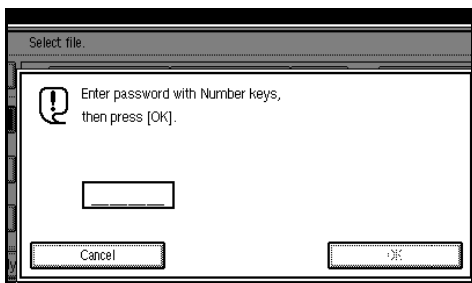 Select file.
Enter password with Number keys,
then press [OK].
Cancel
OK